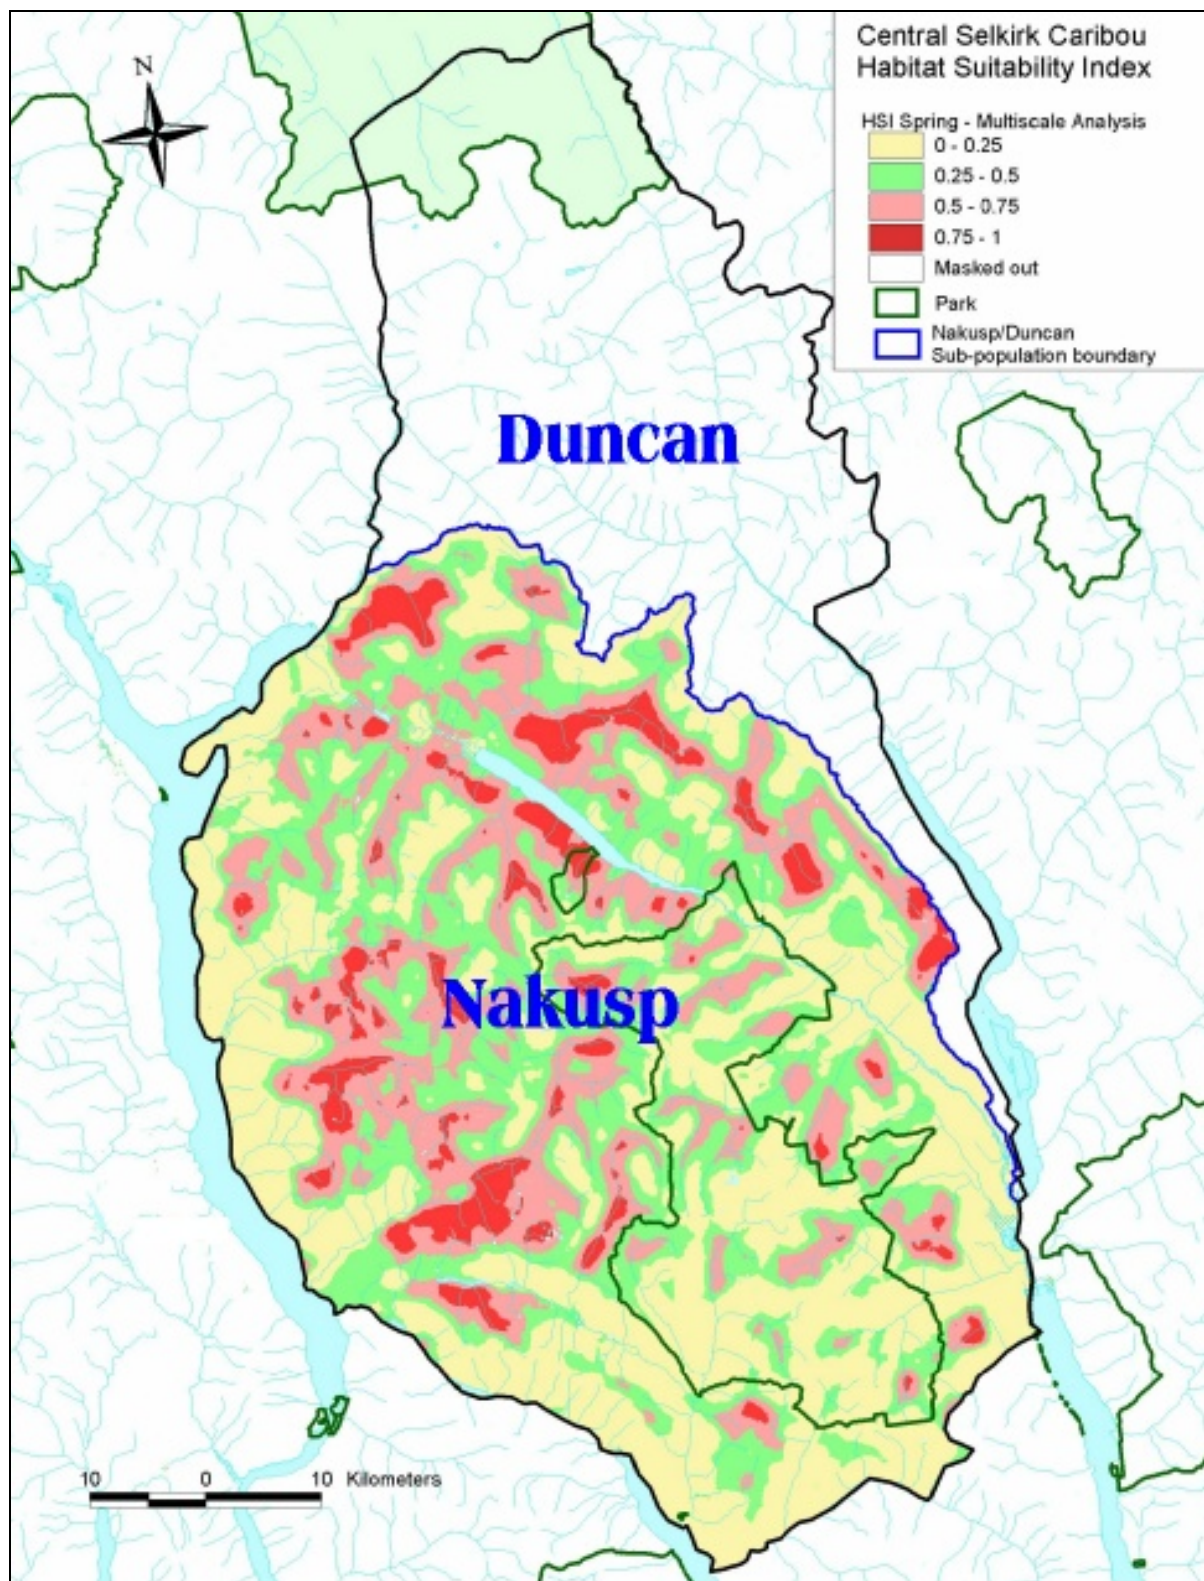 Central Selkirk Caribou
Habitat Suitability Index
N
HSI Spring - Multiscale Analysis
0 - 0.25
0.25 - 0.5
0.5 - 0.75
0.75 - 1
Masked out
Park
Nakusp/Duncan
Sub-population boundary
Duncan
Nakusp
10 0 10 Kilometers